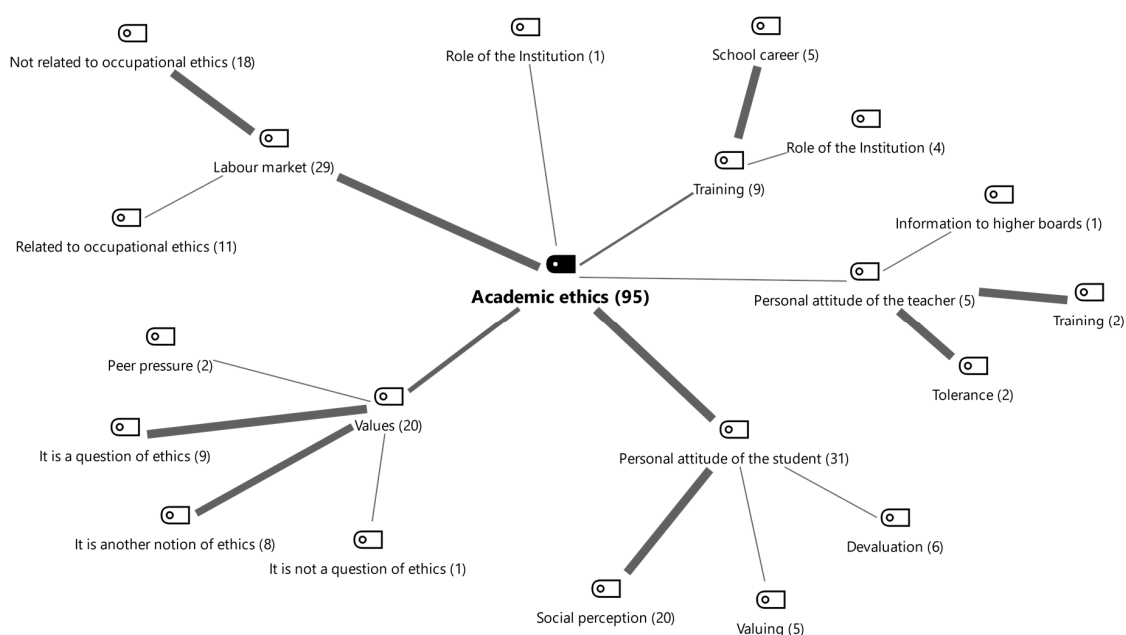 Not related to occupational ethics (18)
Role of the Institution (1)
School career (5)
Role of the Institution (4)
Labour market (29)
Training (9)
Information to higher boards (1)
Related to occupational ethics (11)
Academic ethics (95)
Personal attitude of the teacher (5)
Training (2)
Peer pressure (2)
Tolerance (2)
Values (20)
It is a question of ethics (9)
Personal attitude of the student (31)
It is another notion of ethics (8)
Devaluation (6)
It is not a question of ethics (1)
Social perception (20)
Valuing (5)